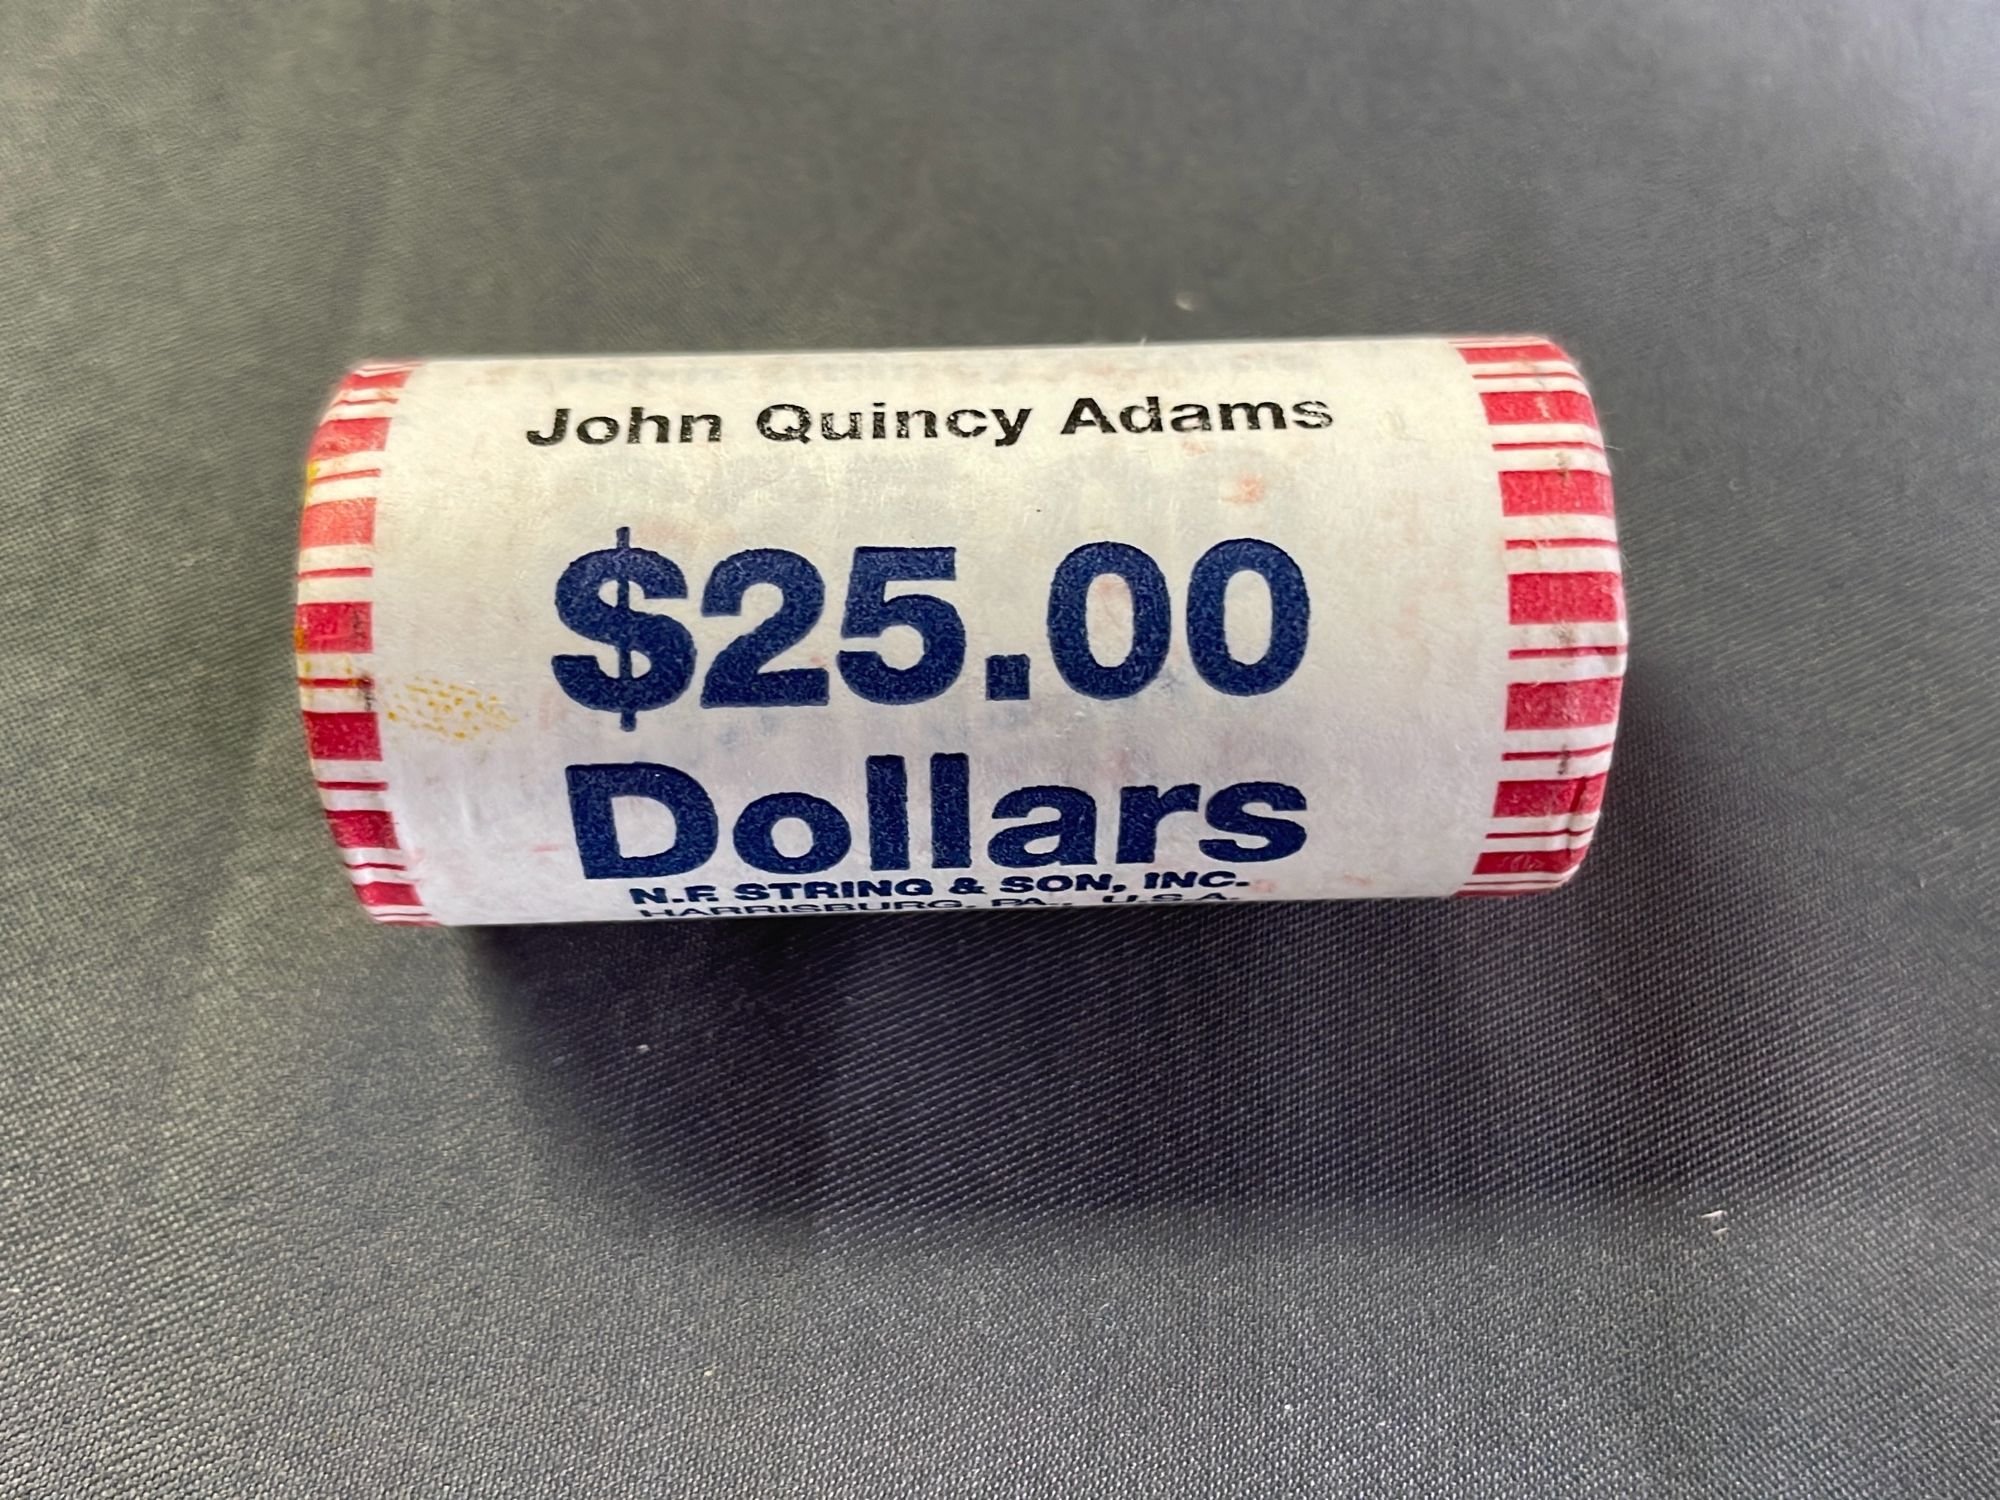 John Quincy Adams
$25.00
Dollars
N.F. STRING & SON, INC.
HARRISBURG, PA., U.S.A.